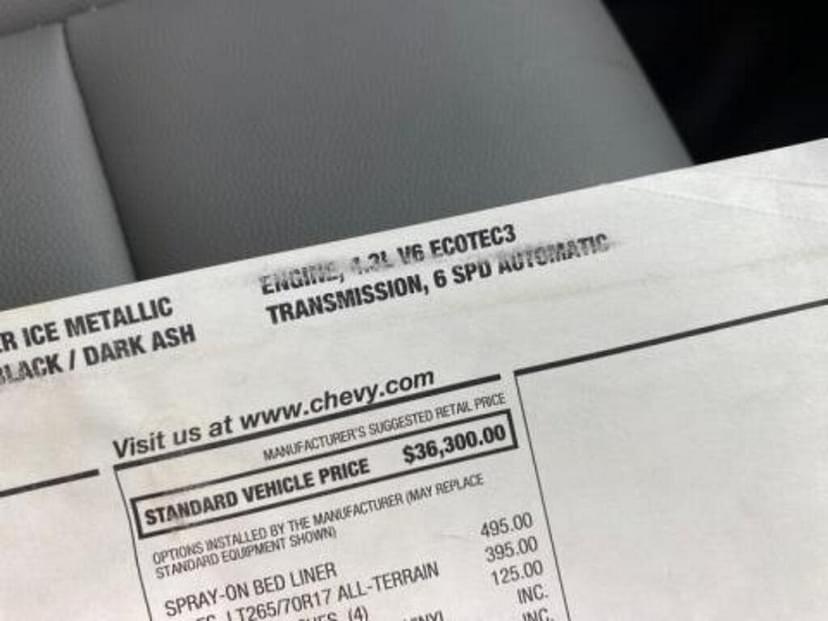 ENGINE, 4.3L V6 ECOTEC3
TRANSMISSION, 6 SPD AUTOMATIC
ER ICE METALLIC
BLACK / DARK ASH
Visit us at www.chevy.com
MANUFACTURER'S SUGGESTED RETAIL PRICE
STANDARD VEHICLE PRICE $36,300.00
OPTIONS INSTALLED BY THE MANUFACTURER (MAY REPLACE
STANDARD EQUIPMENT SHOWN)
SPRAY-ON BED LINER 495.00
LT265/70R17 ALL-TERRAIN 395.00
(4) 125.00
INC.
INC.